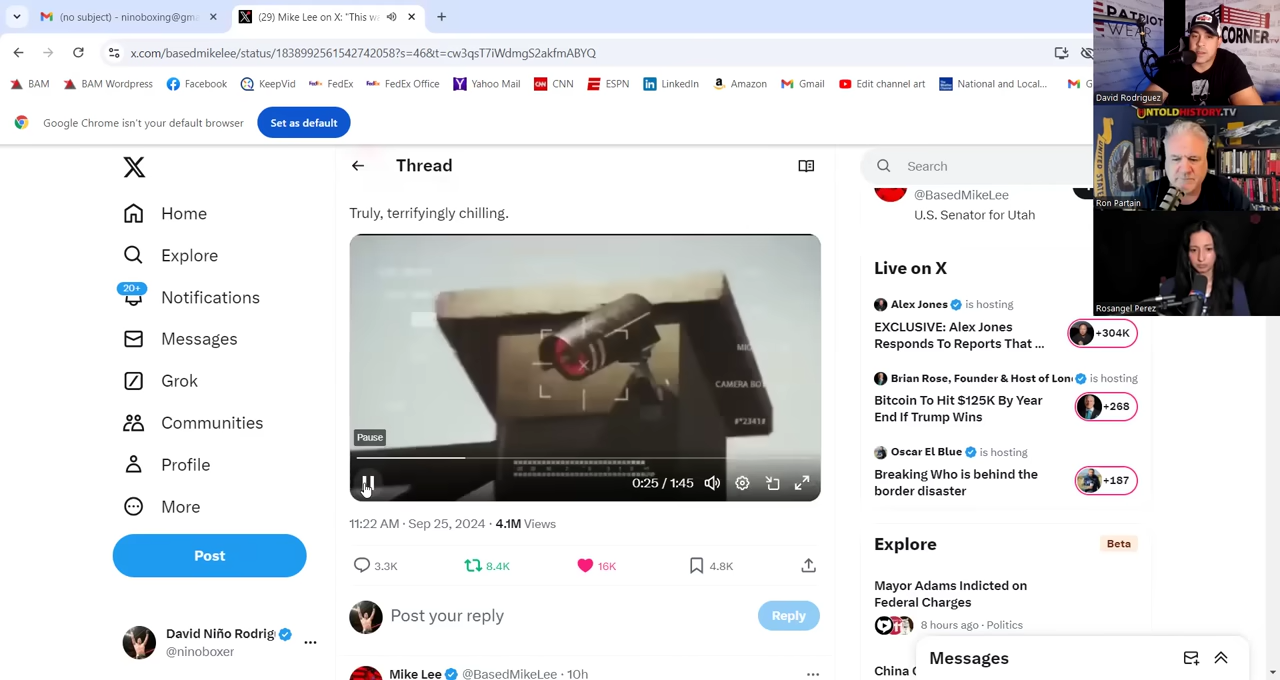 (no subject) - ninoboxing@gm
(29) Mike Lee on X: "This w
x.com/basedmikelee/status/1838992561542742058?s=46&t=cw3qsT7IVnhmgS2akfmABYQ
BAM
BAM Wordpress
Facebook
KeepVid
FedEx
FedEx Office
Yahoo Mail
CNN
ESPN
LinkedIn
Amazon
Gmail
Edit channel art
National and Local...
Google Chrome isn't your default browser
Set as default
PATRIOT
WEAR
CORNER
David Rodriguez
UNTOLDHISTORY.TV
Ron Partain
Rosangel Perez
Home
Explore
20+
Notifications
Messages
Grok
Communities
Profile
More
Post
David Niño Rodrig
@ninoboxer
Thread
Truly, terrifyingly chilling.
Pause
0:25 / 1:45
11:22 AM · Sep 25, 2024 · 4.1M Views
3.3K
8.4K
16K
4.8K
Post your reply
Reply
Mike Lee @BasedMikeLee · 10h
Search
@BasedMikeLee
U.S. Senator for Utah
Live on X
Alex Jones is hosting
EXCLUSIVE: Alex Jones
Responds To Reports That ...
+304K
Brian Rose, Founder & Host of Lon is hosting
Bitcoin To Hit $125K By Year
End If Trump Wins
+268
Oscar El Blue is hosting
Breaking Who is behind the
border disaster
+187
Explore
Beta
Mayor Adams Indicted on
Federal Charges
8 hours ago · Politics
China
Messages